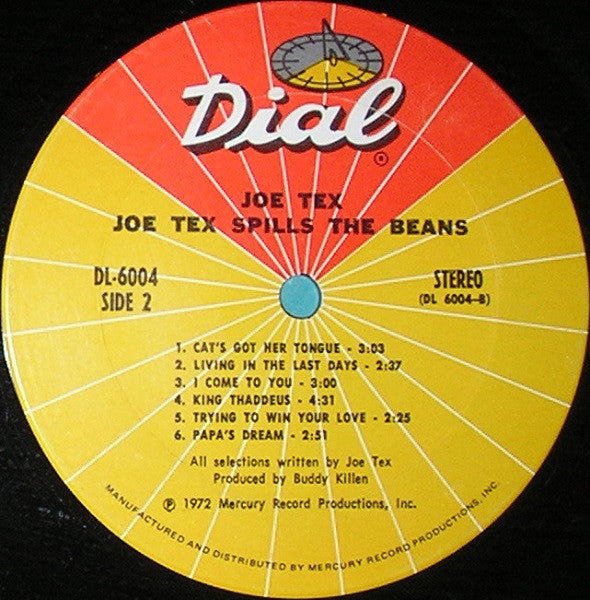 Dial
®
JOE TEX
JOE TEX SPILLS THE BEANS
DL-6004
SIDE 2
STEREO
(DL 6004-B)
1. CAT'S GOT HER TONGUE - 3:03
2. LIVING IN THE LAST DAYS - 2:37
3. I COME TO YOU - 3:00
4. KING THADDEUS - 4:31
5. TRYING TO WIN YOUR LOVE - 2:25
6. PAPA'S DREAM - 2:51
All selections written by Joe Tex
Produced by Buddy Killen
℗ 1972 Mercury Record Productions, Inc.
MANUFACTURED AND DISTRIBUTED BY MERCURY RECORD PRODUCTIONS, INC.